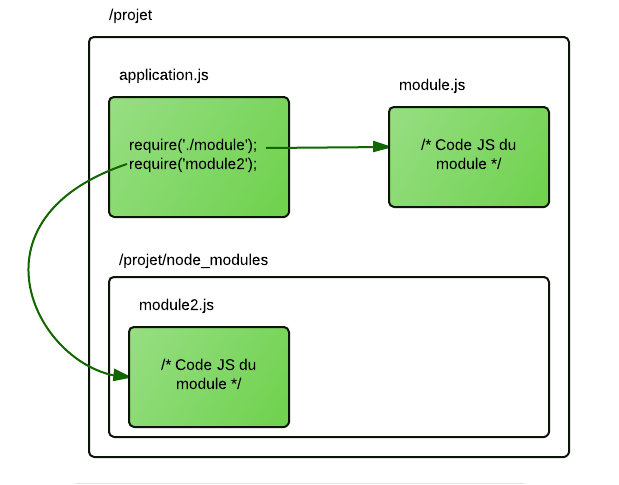 /projet
application.js
module.js
require('./module');
require('module2');
/* Code JS du
module */
/projet/node_modules
module2.js
/* Code JS du
module */